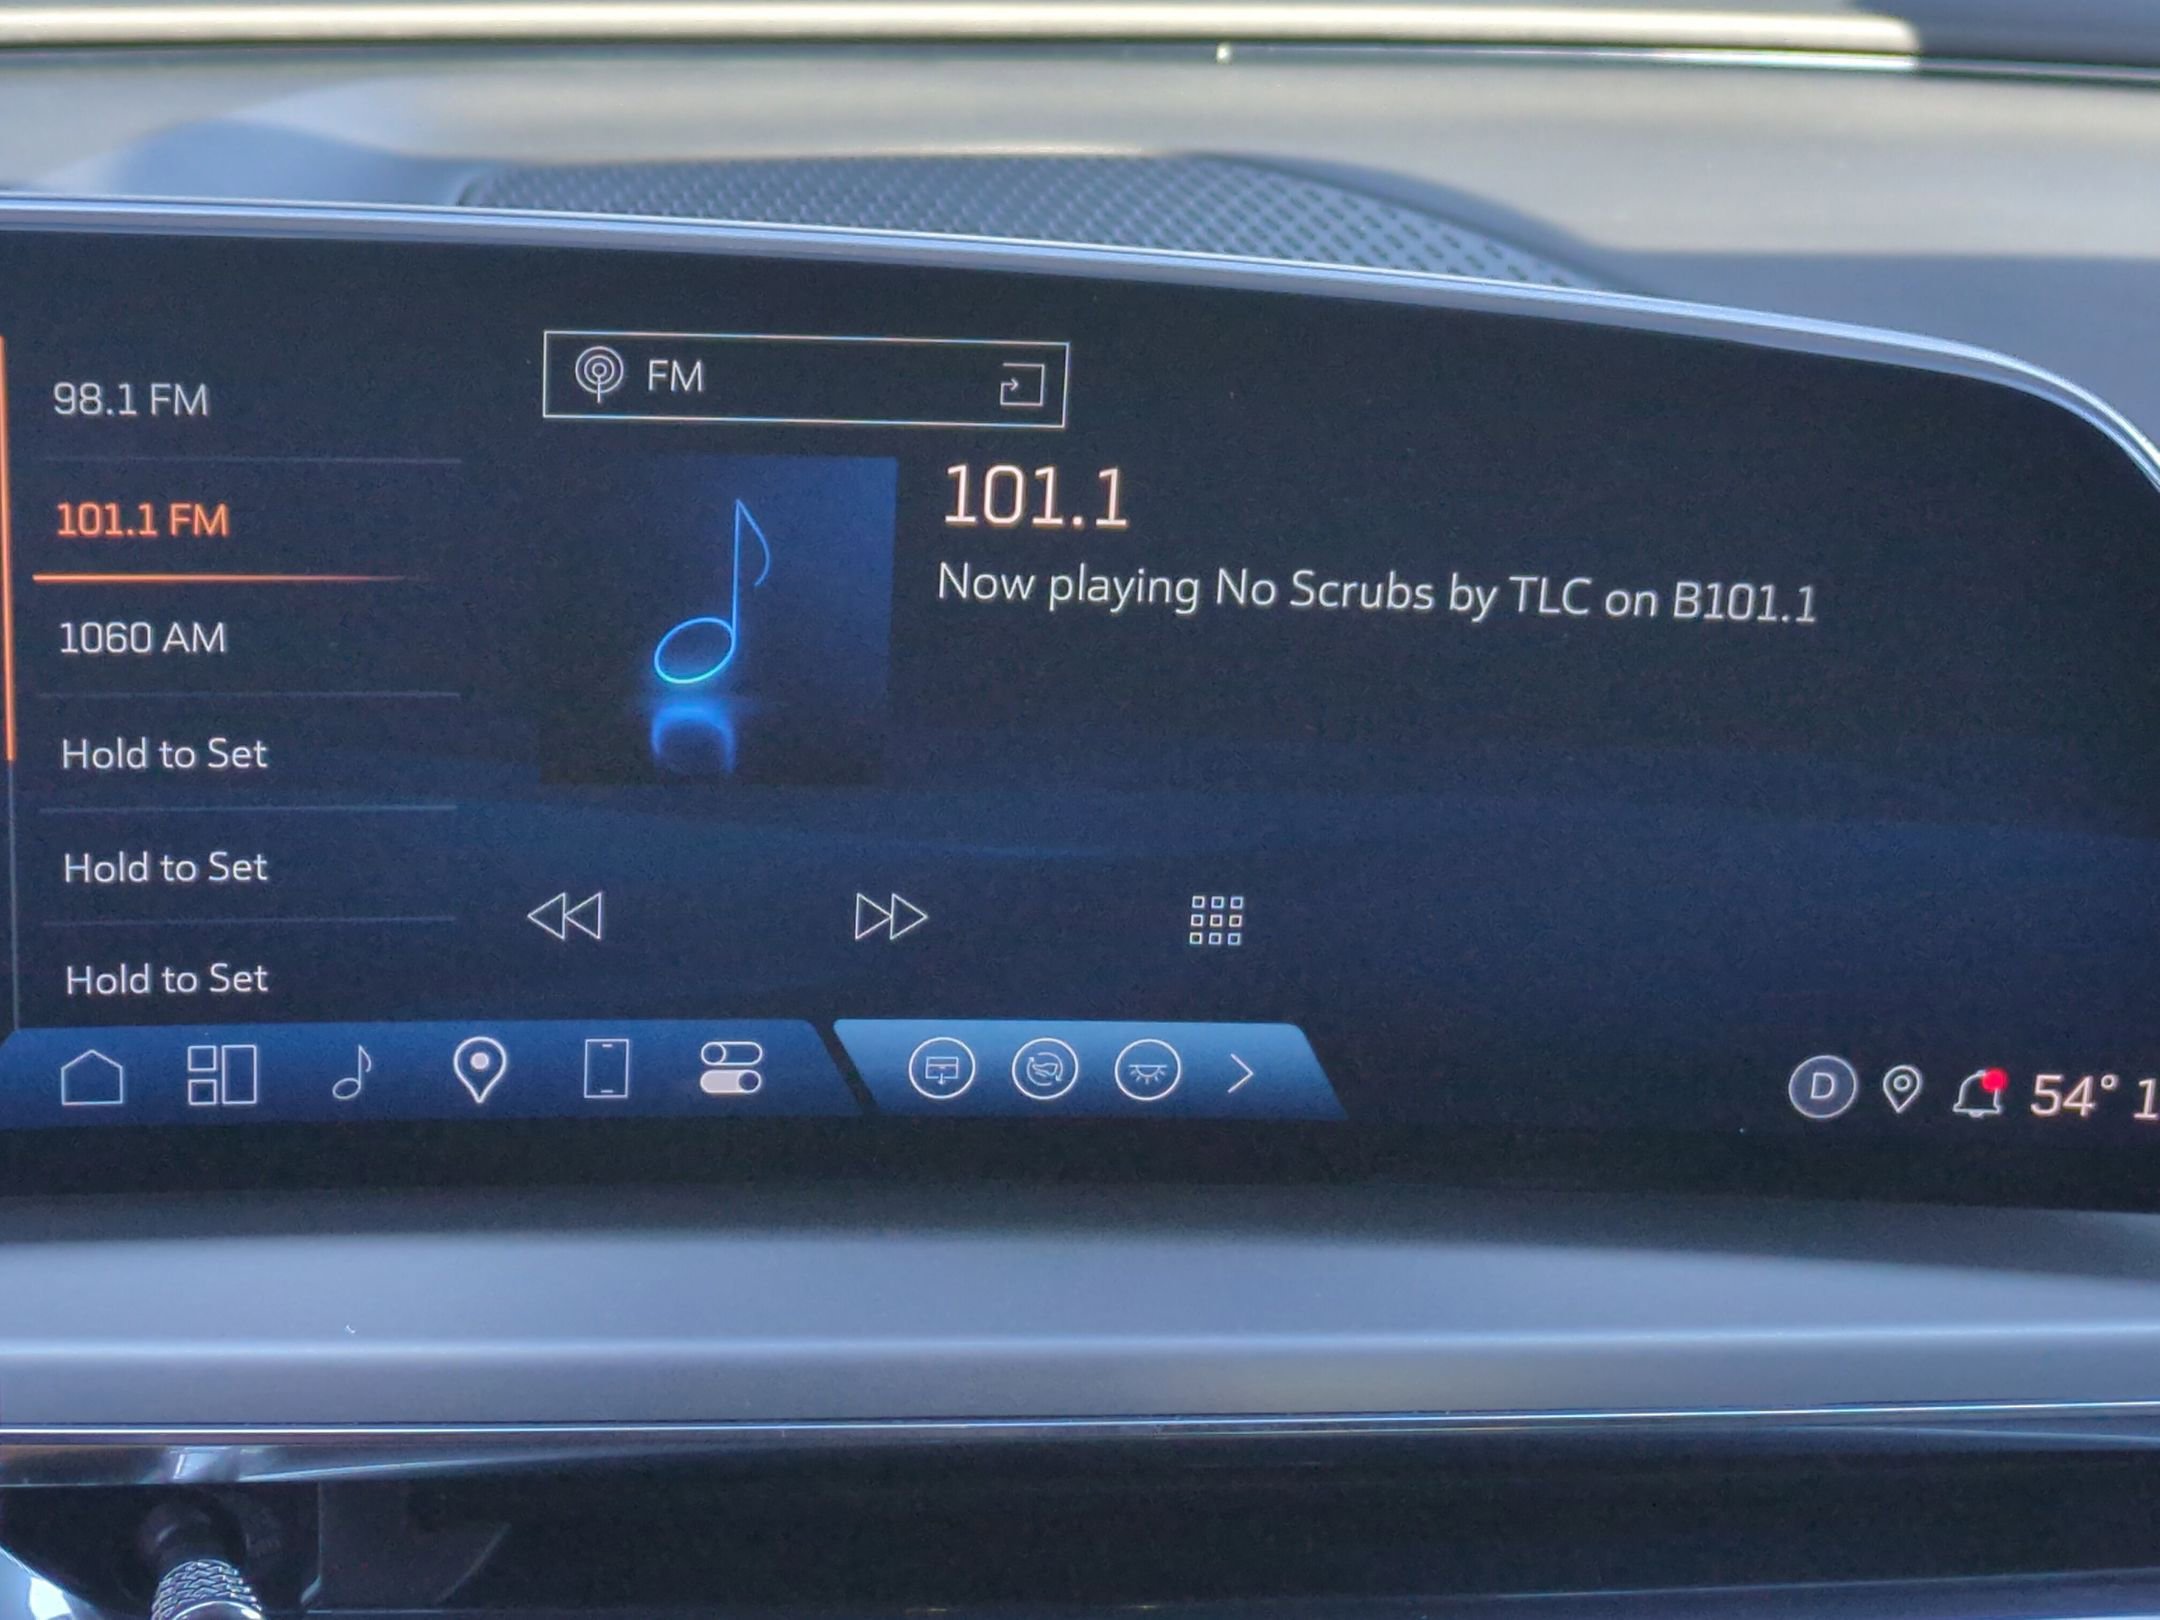 98.1 FM
101.1 FM
1060 AM
Hold to Set
Hold to Set
Hold to Set
FM
101.1
Now playing No Scrubs by TLC on B101.1
D
54° 1